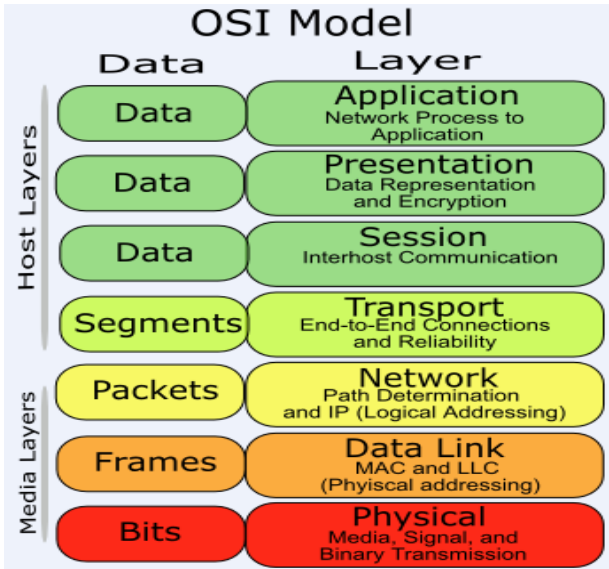 OSI Model
Data Layer
Host Layers
Data
Application
Network Process to
Application
Data
Presentation
Data Representation
and Encryption
Data
Session
Interhost Communication
Segments
Transport
End-to-End Connections
and Reliability
Media Layers
Packets
Network
Path Determination
and IP (Logical Addressing)
Frames
Data Link
MAC and LLC
(Phyiscal addressing)
Bits
Physical
Media, Signal, and
Binary Transmission